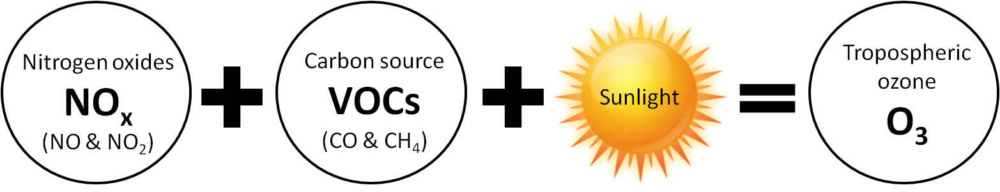 Nitrogen oxides
NOₓ
(NO & NO₂)
+
Carbon source
VOCs
(CO & CH₄)
+
Sunlight
=
Tropospheric
ozone
O₃